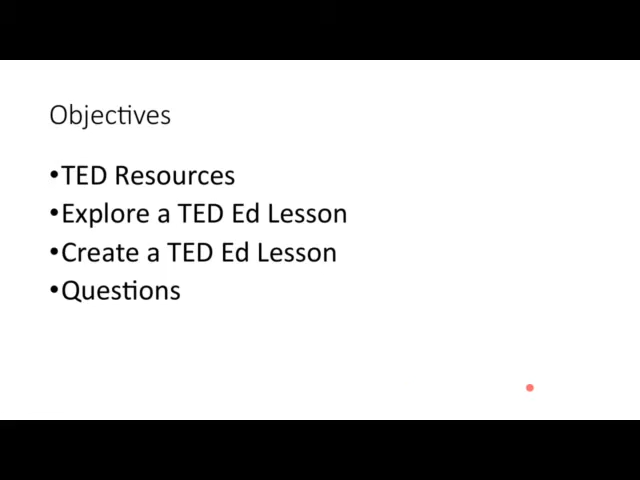 Objectives
•TED Resources
•Explore a TED Ed Lesson
•Create a TED Ed Lesson
•Questions